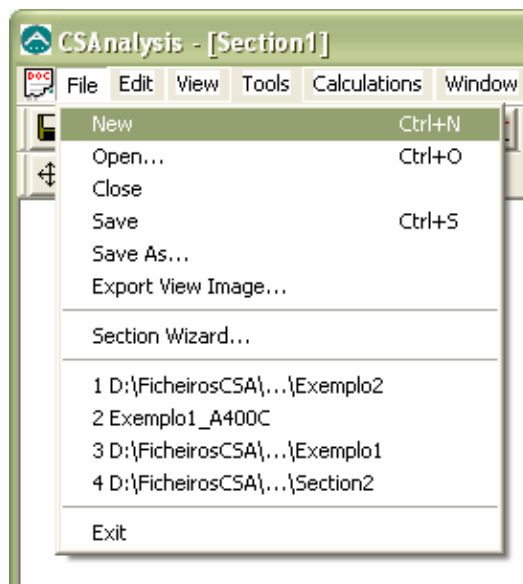 CSAnalysis - [Section1]
DOC File Edit View Tools Calculations Window
New Ctrl+N
Open... Ctrl+O
Close
Save Ctrl+S
Save As...
Export View Image...
Section Wizard...
1 D:\FicheirosCSA\...\Exemplo2
2 Exemplo1_A400C
3 D:\FicheirosCSA\...\Exemplo1
4 D:\FicheirosCSA\...\Section2
Exit